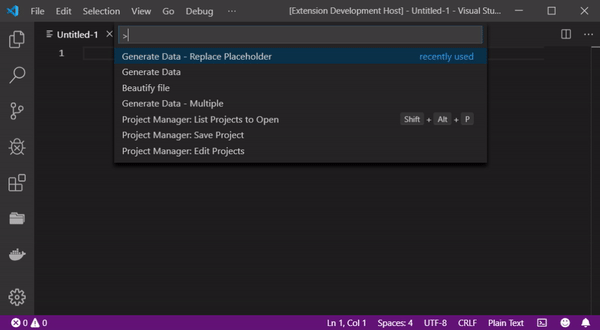 File Edit Selection View Go Debug ··· [Extension Development Host] - Untitled-1 - Visual Stu...
Untitled-1
>
1
Generate Data - Replace Placeholder recently used
Generate Data
Beautify file
Generate Data - Multiple
Project Manager: List Projects to Open Shift + Alt + P
Project Manager: Save Project
Project Manager: Edit Projects
0 0 Ln 1, Col 1 Spaces: 4 UTF-8 CRLF Plain Text